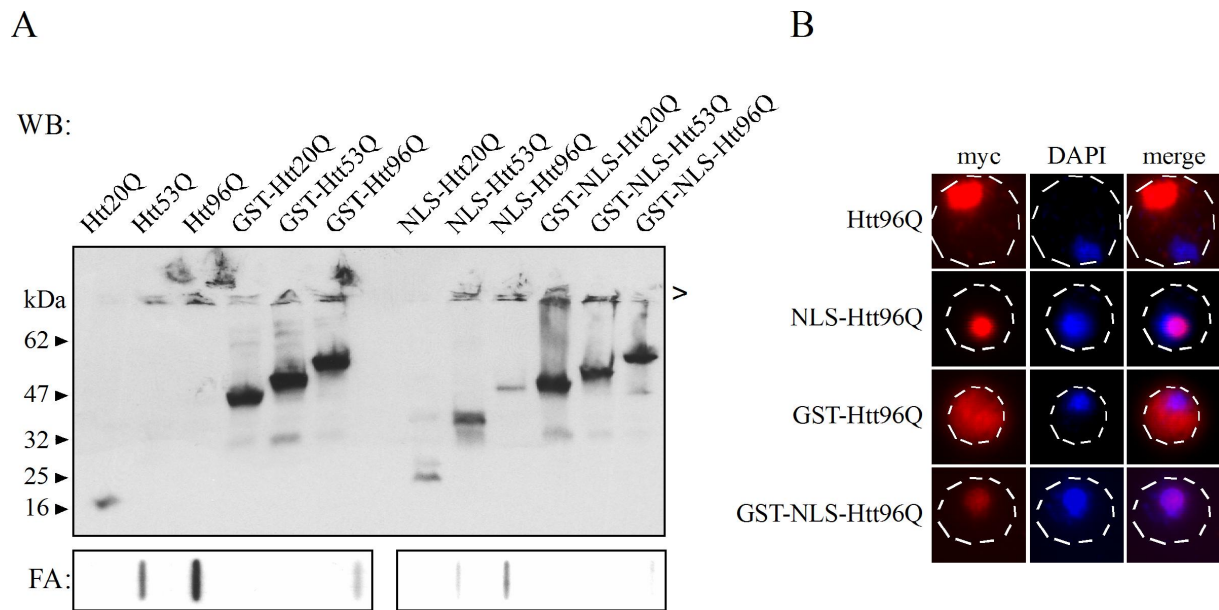 A
B
WB:
Htt20Q
Htt53Q
Htt96Q
GST-Htt20Q
GST-Htt53Q
GST-Htt96Q
NLS-Htt20Q
NLS-Htt53Q
NLS-Htt96Q
GST-NLS-Htt20Q
GST-NLS-Htt53Q
GST-NLS-Htt96Q
kDa
62
47
32
25
16
>
FA:
myc DAPI merge
Htt96Q
NLS-Htt96Q
GST-Htt96Q
GST-NLS-Htt96Q